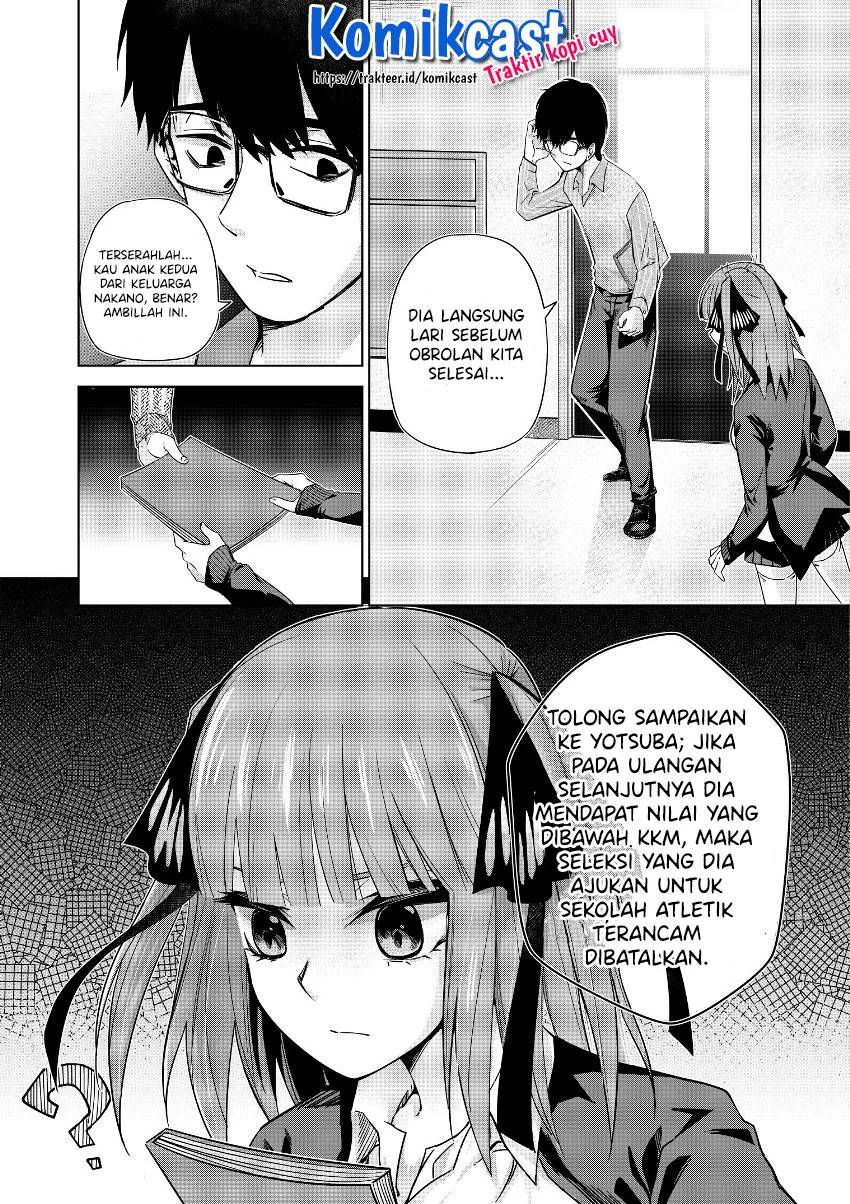 Komikcast
https://trakteer.id/komikcast
Traktir kopi cuy
DIA LANGSUNG
LARI SEBELUM
OBROLAN KITA
SELESAI...
TERSERAHLAH...
KAU ANAK KEDUA
DARI KELUARGA
NAKANO, BENAR?
AMBILLAH INI.
TOLONG SAMPAIKAN
KE YOTSUBA; JIKA
PADA ULANGAN
SELANJUTNYA DIA
MENDAPAT NILAI YANG
DIBAWAH KKM, MAKA
SELEKSI YANG DIA
AJUKAN UNTUK
SEKOLAH ATLETIK
TERANCAM
DIBATALKAN.
?